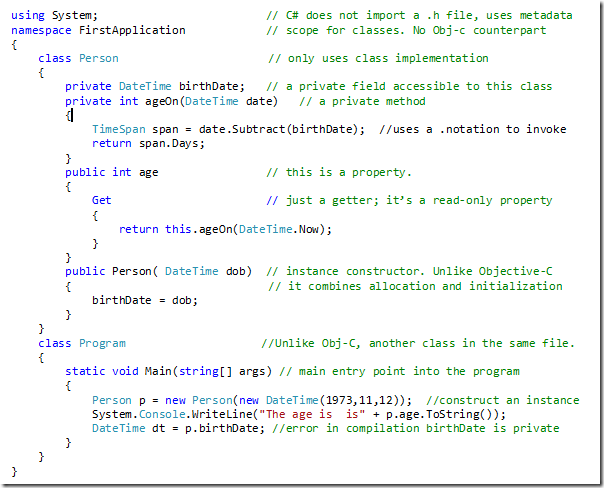 using System; // C# does not import a .h file, uses metadata
namespace FirstApplication // scope for classes. No Obj-c counterpart
{
class Person // only uses class implementation
{
private DateTime birthDate; // a private field accessible to this class
private int ageOn(DateTime date) // a private method
{
TimeSpan span = date.Subtract(birthDate); //uses a .notation to invoke
return span.Days;
}
public int age // this is a property.
{
Get // just a getter; it’s a read-only property
{
return this.ageOn(DateTime.Now);
}
}
public Person( DateTime dob) // instance constructor. Unlike Objective-C
{ // it combines allocation and initialization
birthDate = dob;
}
}
class Program //Unlike Obj-C, another class in the same file.
{
static void Main(string[] args) // main entry point into the program
{
Person p = new Person(new DateTime(1973,11,12)); //construct an instance
System.Console.WriteLine("The age is  is" + p.age.ToString());
DateTime dt = p.birthDate; //error in compilation birthDate is private
}
}
}